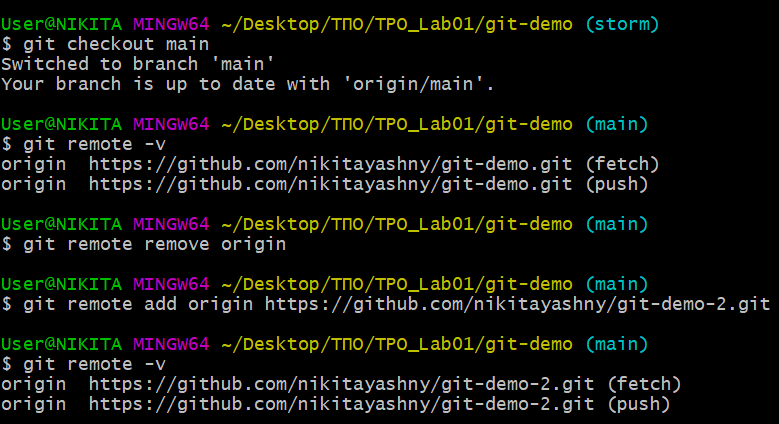 User@NIKITA MINGW64 ~/Desktop/ТПО/TPO_Lab01/git-demo (storm)
$ git checkout main
Switched to branch 'main'
Your branch is up to date with 'origin/main'.
User@NIKITA MINGW64 ~/Desktop/ТПО/TPO_Lab01/git-demo (main)
$ git remote -v
origin  https://github.com/nikitayashny/git-demo.git (fetch)
origin  https://github.com/nikitayashny/git-demo.git (push)
User@NIKITA MINGW64 ~/Desktop/ТПО/TPO_Lab01/git-demo (main)
$ git remote remove origin
User@NIKITA MINGW64 ~/Desktop/ТПО/TPO_Lab01/git-demo (main)
$ git remote add origin https://github.com/nikitayashny/git-demo-2.git
User@NIKITA MINGW64 ~/Desktop/ТПО/TPO_Lab01/git-demo (main)
$ git remote -v
origin  https://github.com/nikitayashny/git-demo-2.git (fetch)
origin  https://github.com/nikitayashny/git-demo-2.git (push)